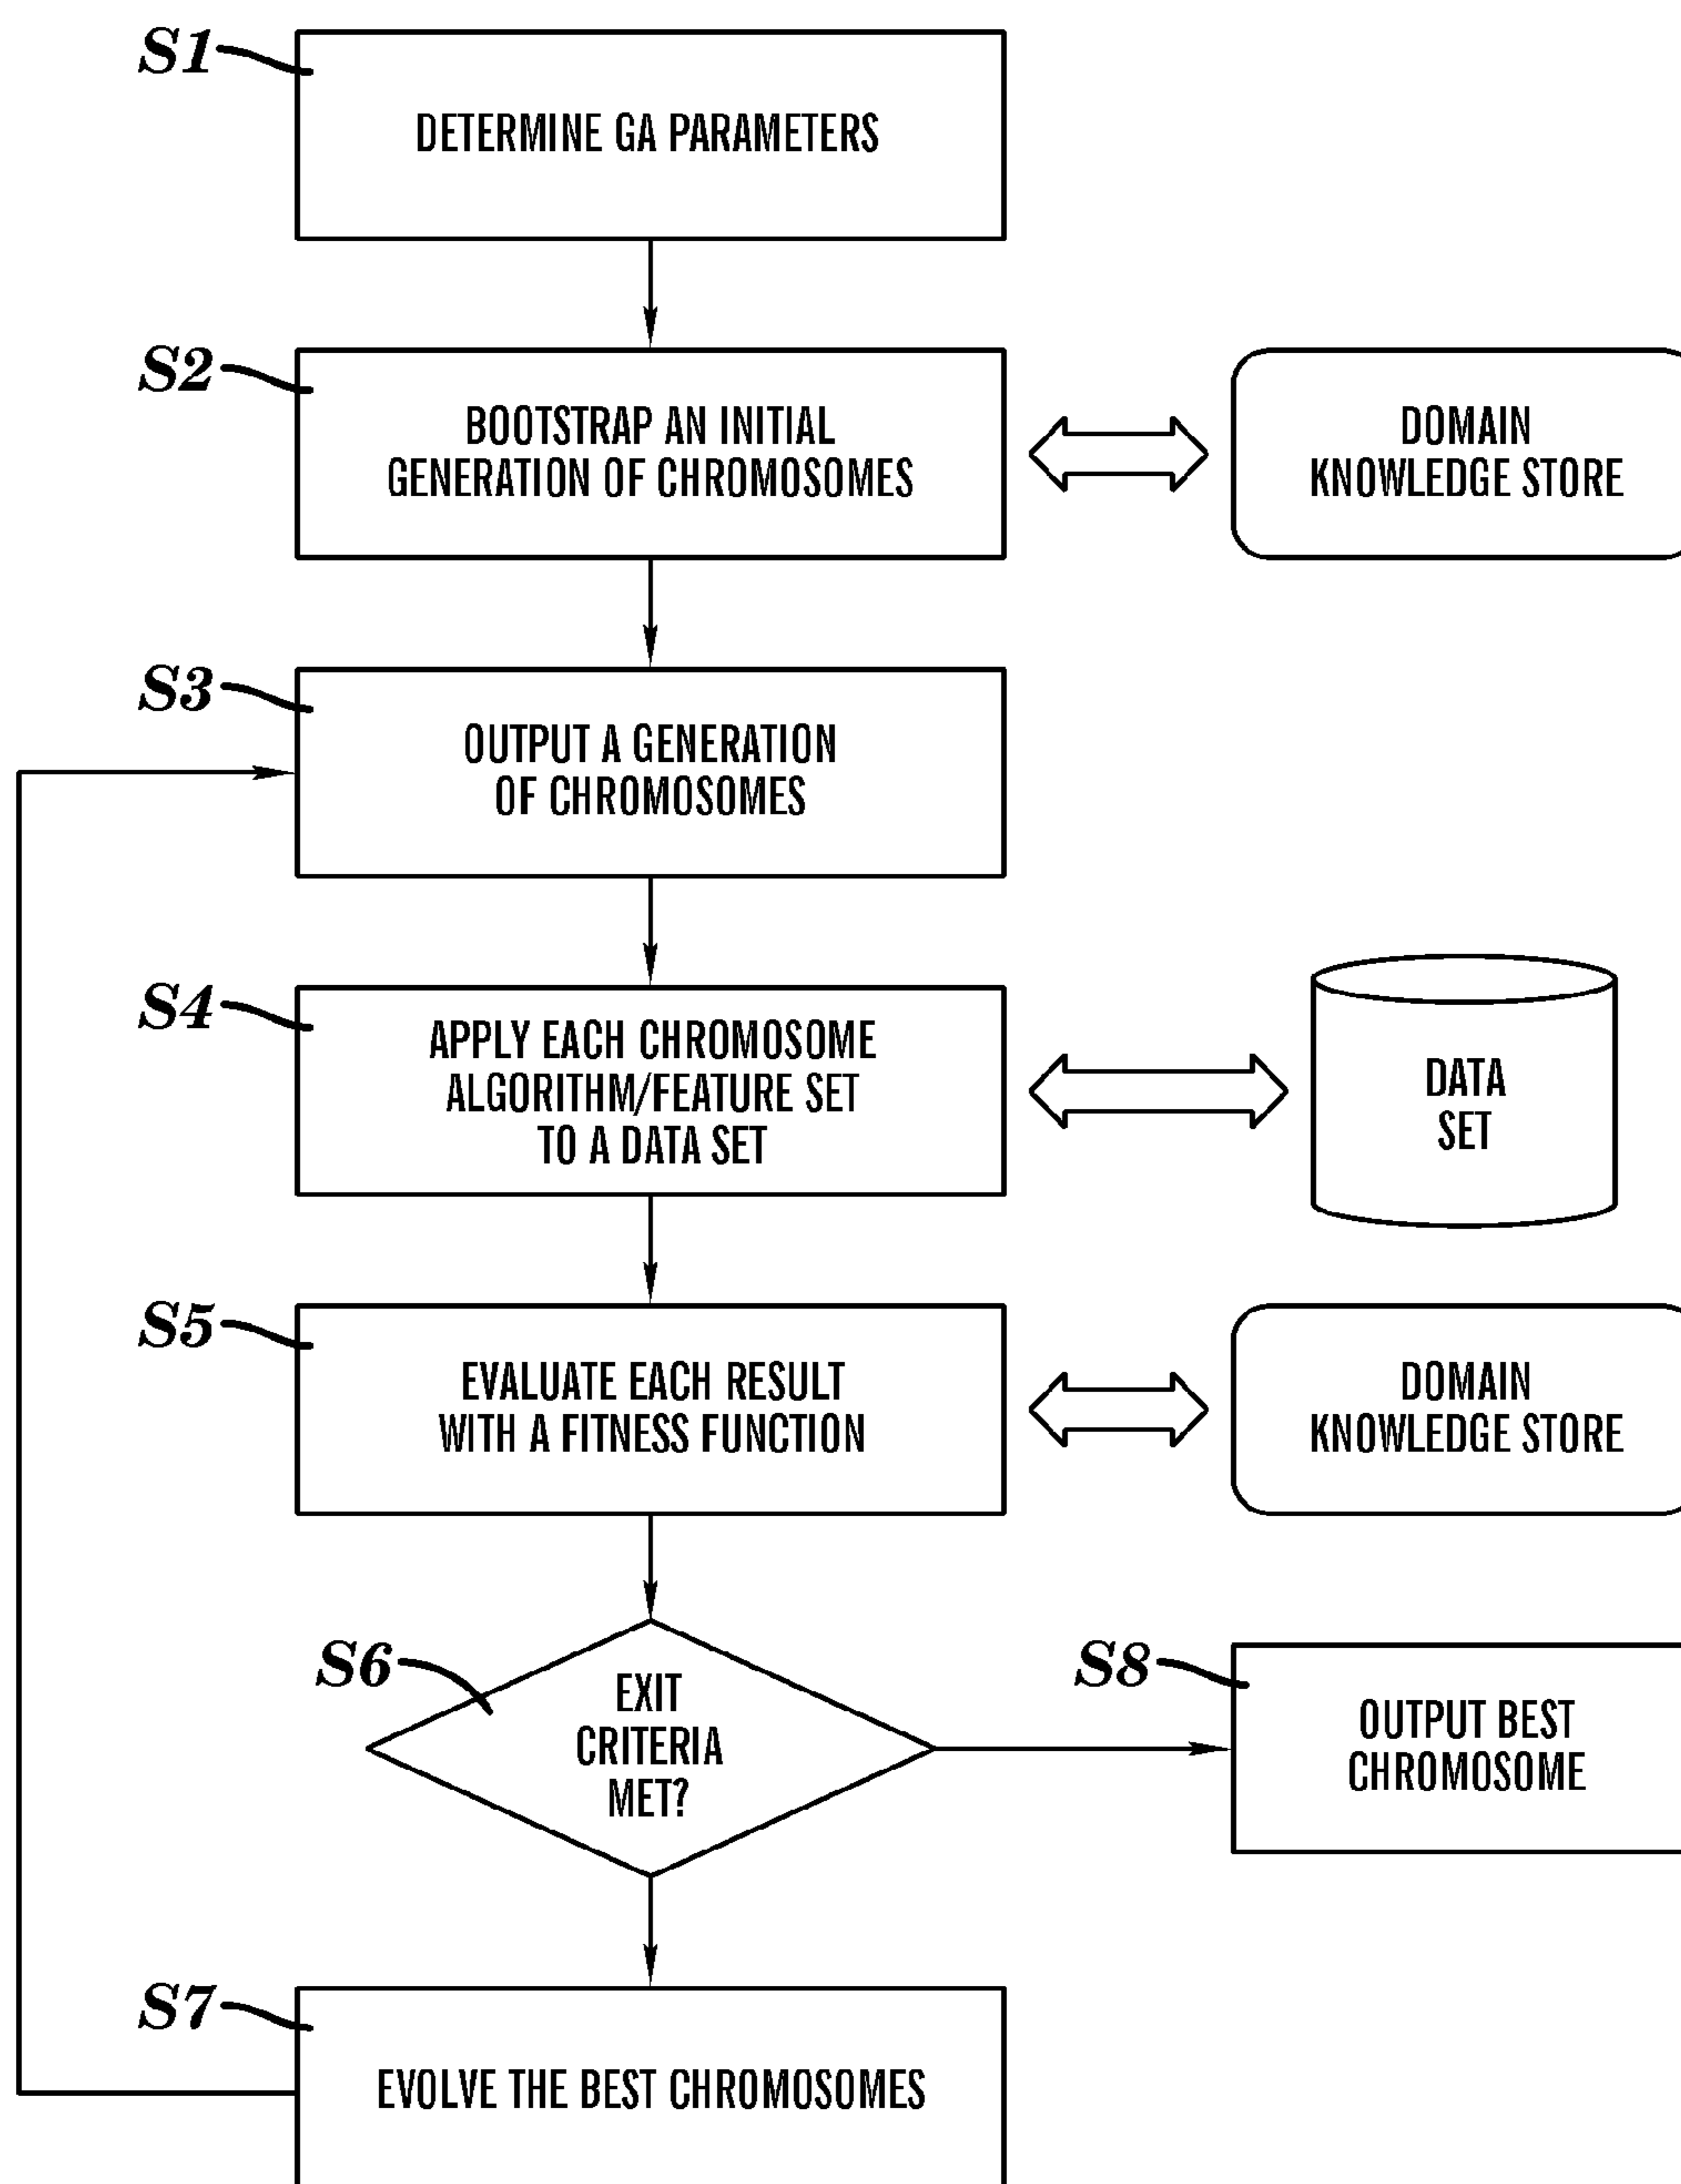 S1
DETERMINE GA PARAMETERS
S2
BOOTSTRAP AN INITIAL
GENERATION OF CHROMOSOMES
DOMAIN
KNOWLEDGE STORE
S3
OUTPUT A GENERATION
OF CHROMOSOMES
S4
APPLY EACH CHROMOSOME
ALGORITHM/FEATURE SET
TO A DATA SET
DATA
SET
S5
EVALUATE EACH RESULT
WITH A FITNESS FUNCTION
DOMAIN
KNOWLEDGE STORE
S6
EXIT
CRITERIA
MET?
S8
OUTPUT BEST
CHROMOSOME
S7
EVOLVE THE BEST CHROMOSOMES